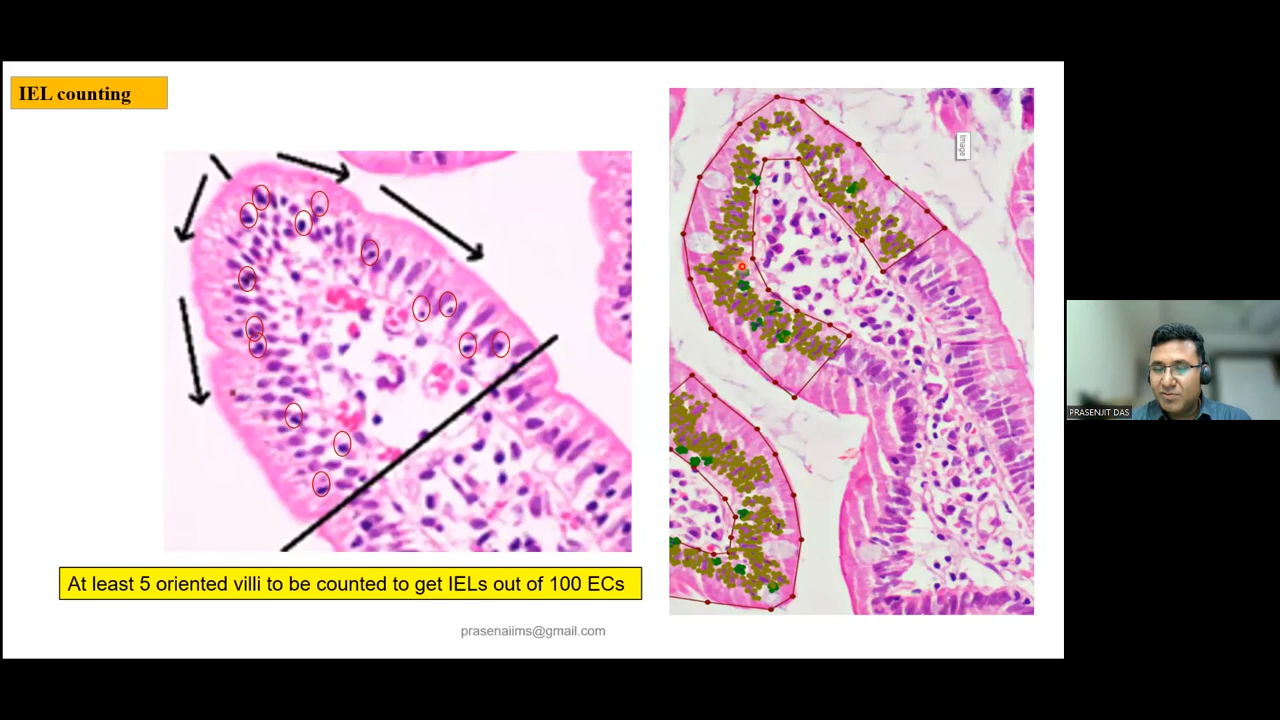 IEL counting
Image
At least 5 oriented villi to be counted to get IELs out of 100 ECs
prasenaiims@gmail.com
PRASENJIT DAS